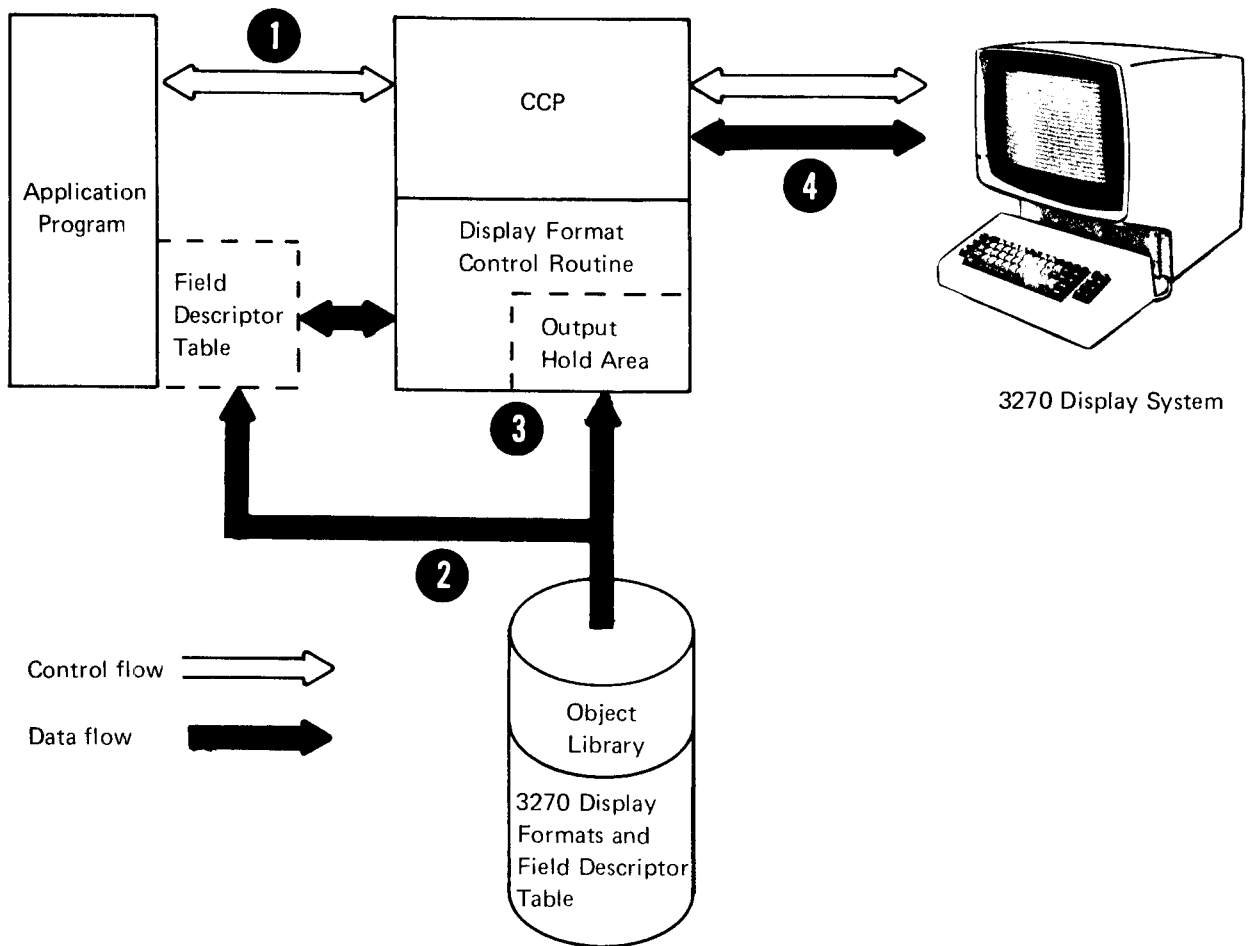 1
CCP
4
Application
Program
Display Format
Control Routine
Field
Descriptor
Table
Output
Hold Area
3
3270 Display System
2
Control flow
Data flow
Object
Library
3270 Display
Formats and
Field Descriptor
Table